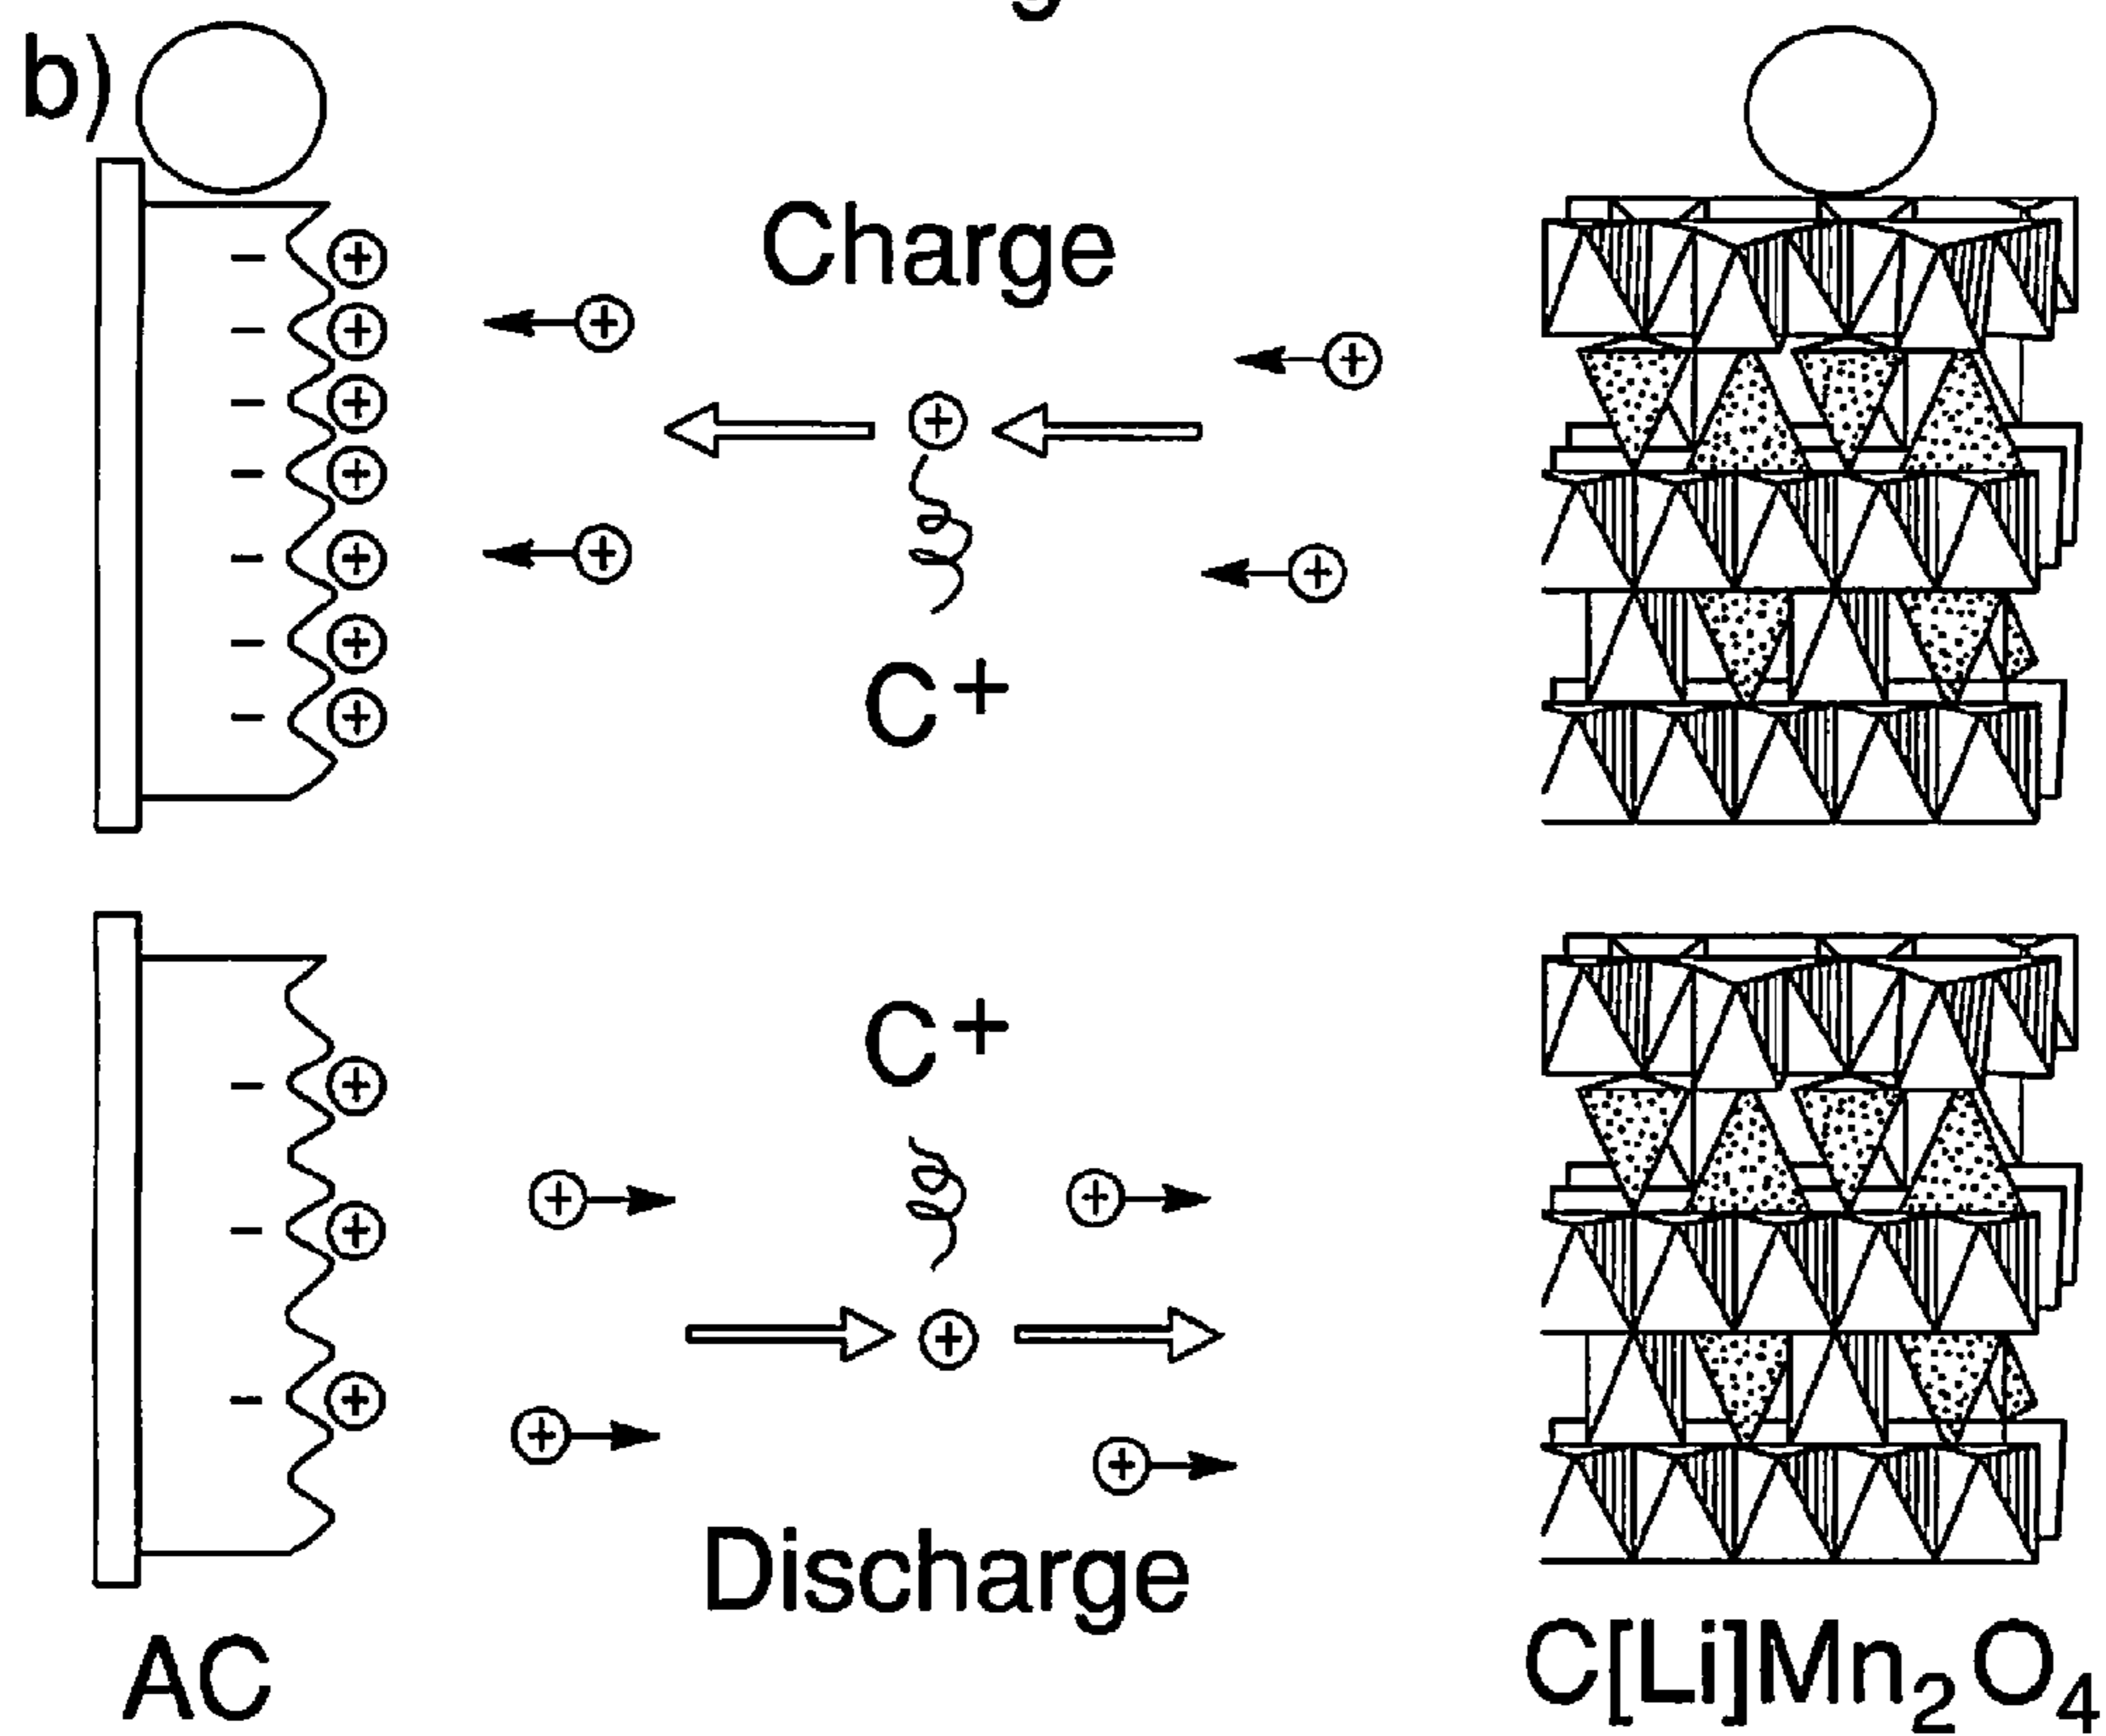 b)
Charge
C⁺
C⁺
Discharge
AC
C[Li]Mn₂O₄